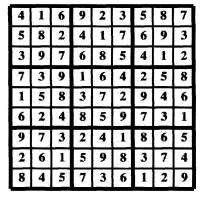 4 1 6 9 2 3 5 8 7
5 8 2 4 1 7 6 9 3
3 9 7 6 8 5 4 1 2
7 3 9 1 6 4 2 5 8
1 5 8 3 7 2 9 4 6
6 2 4 8 5 9 7 3 1
9 7 3 2 4 1 8 6 5
2 6 1 5 9 8 3 7 4
8 4 5 7 3 6 1 2 9